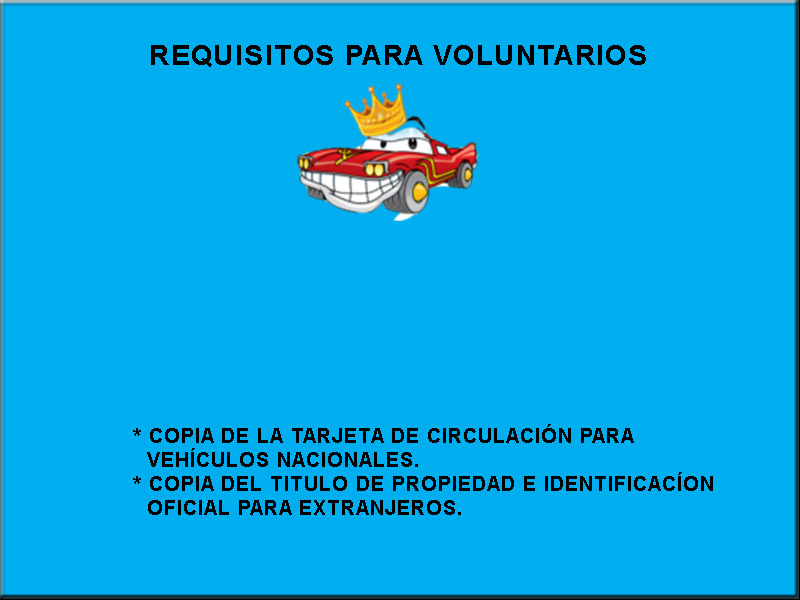 REQUISITOS PARA VOLUNTARIOS
* COPIA DE LA TARJETA DE CIRCULACIÓN PARA
VEHÍCULOS NACIONALES.
* COPIA DEL TITULO DE PROPIEDAD E IDENTIFICACÍON
OFICIAL PARA EXTRANJEROS.